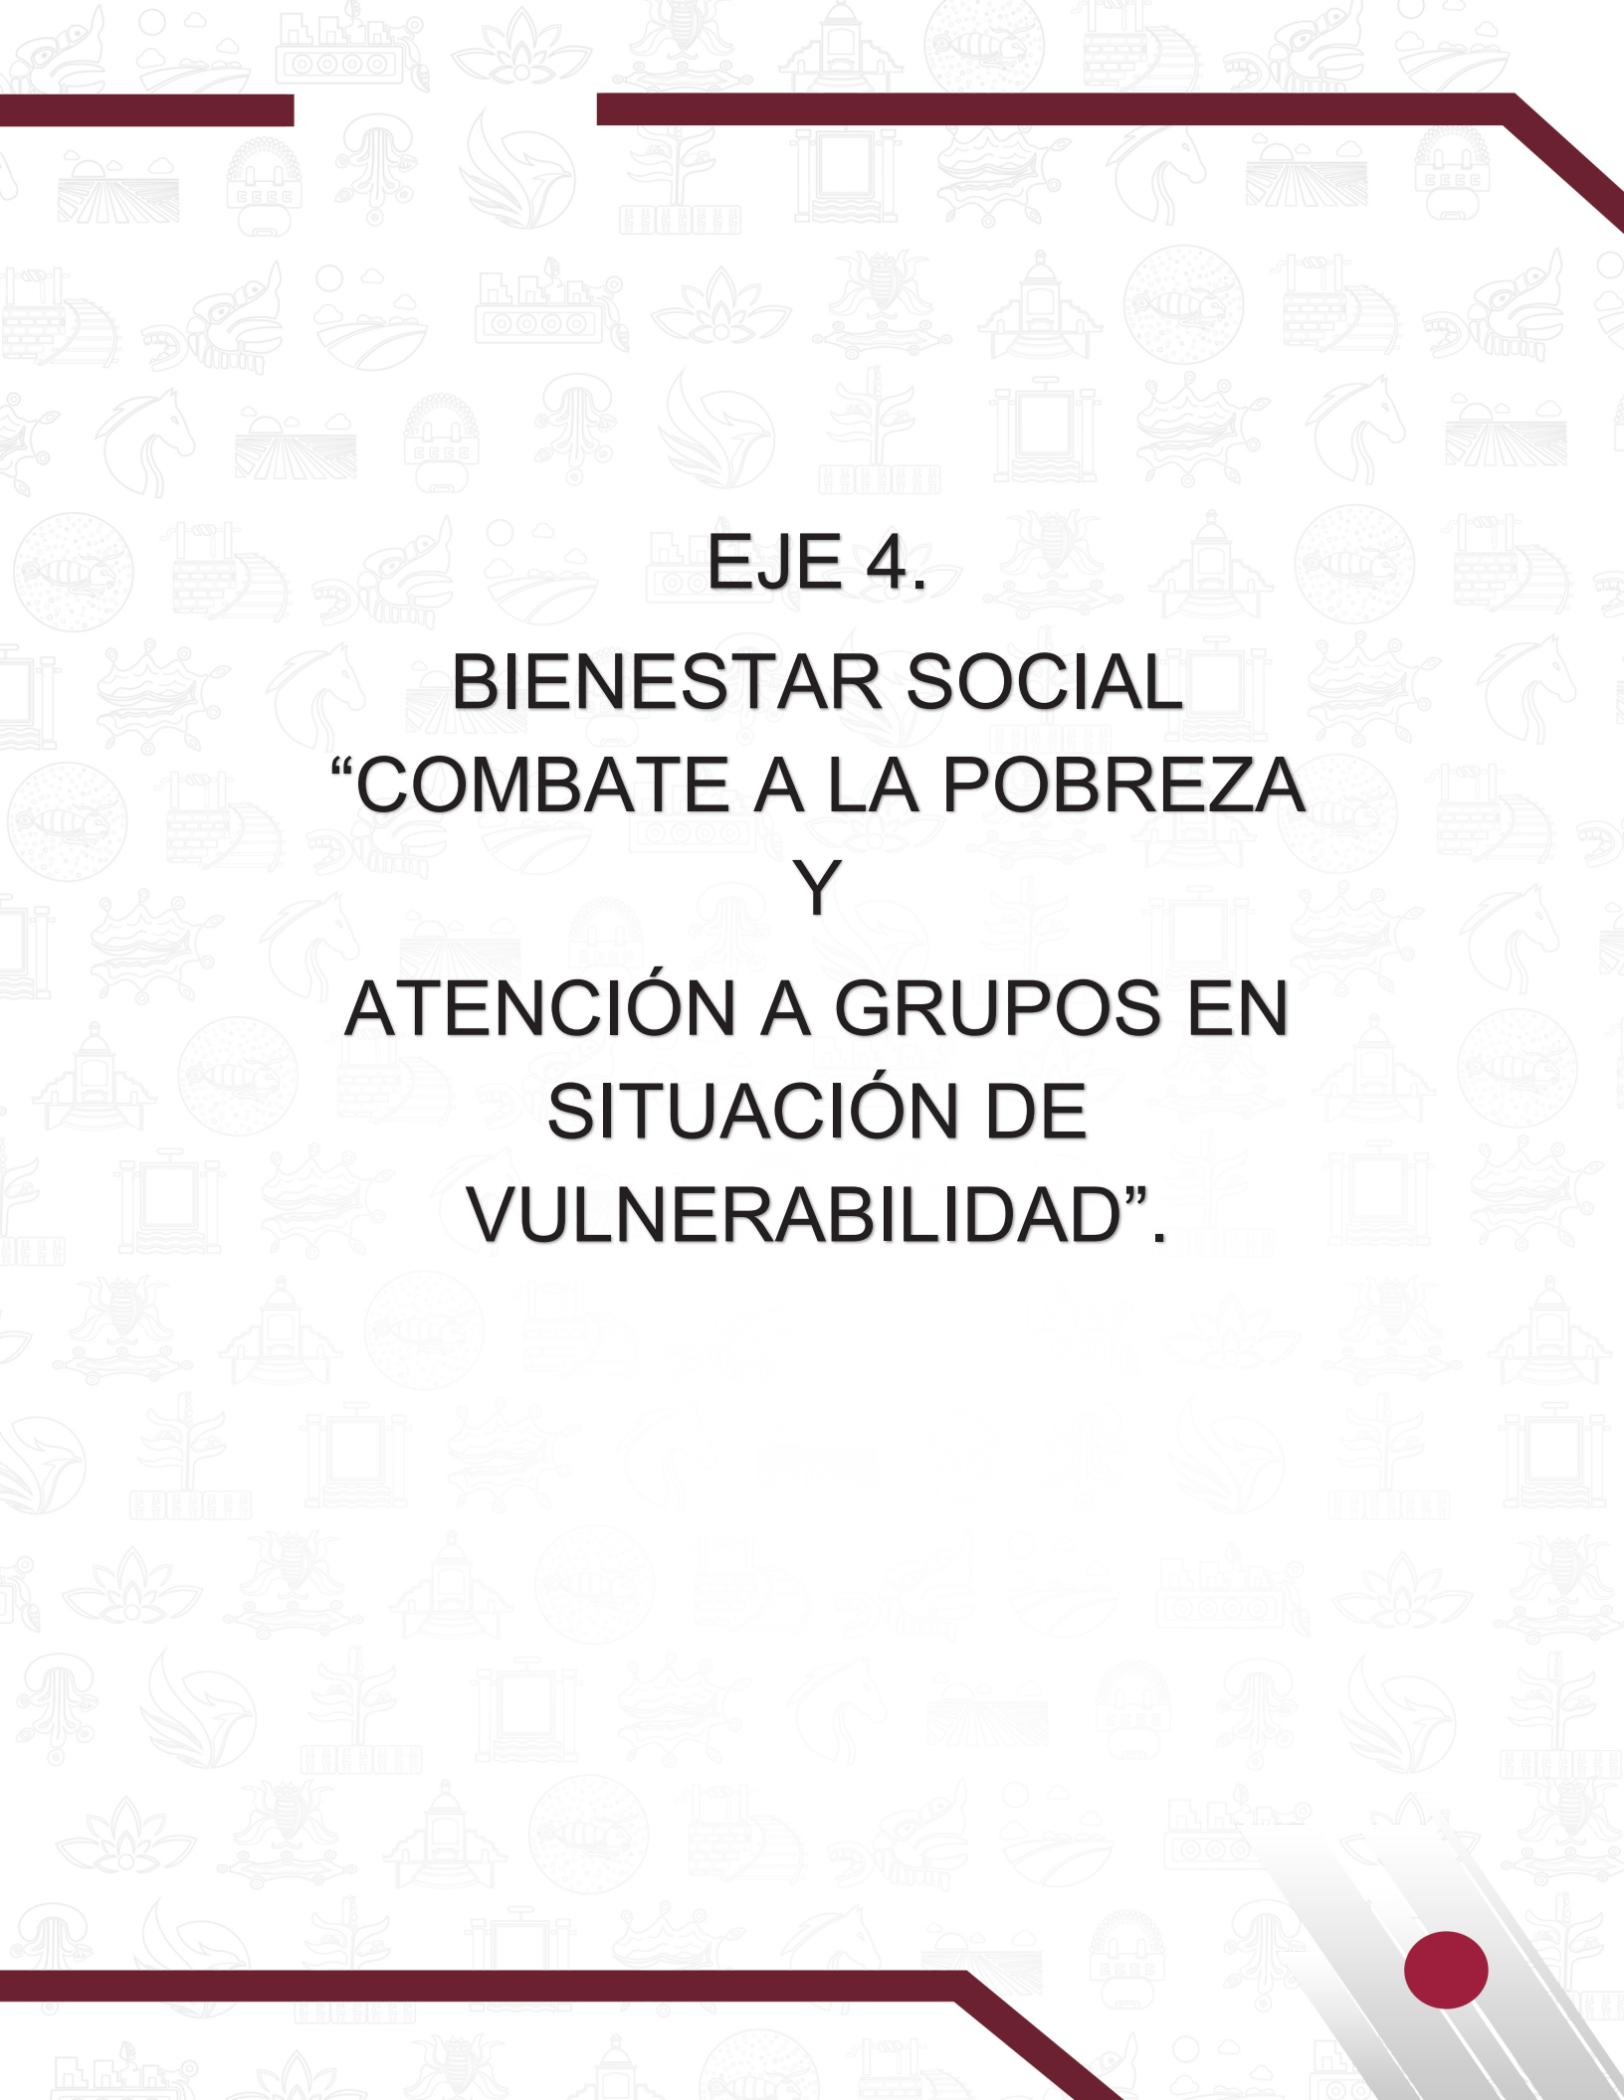 EJE 4.
BIENESTAR SOCIAL
“COMBATE A LA POBREZA
Y
ATENCIÓN A GRUPOS EN
SITUACIÓN DE
VULNERABILIDAD”.